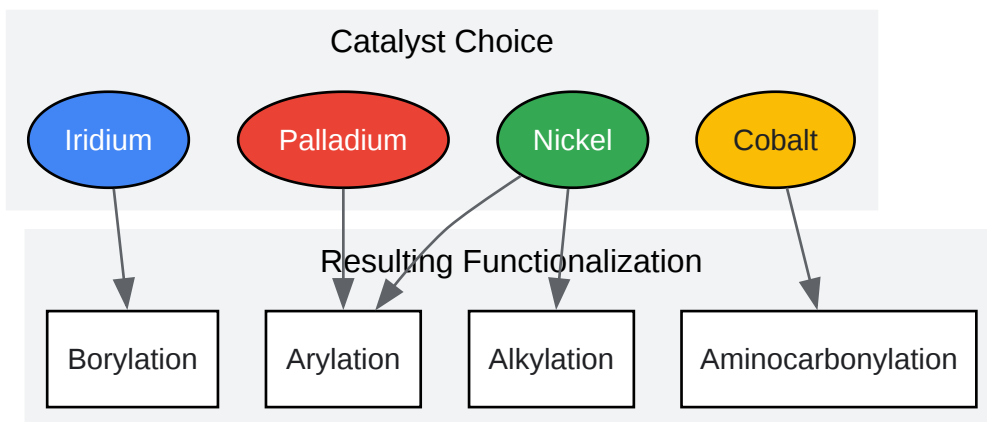 Catalyst Choice
Iridium
Palladium
Nickel
Cobalt
Resulting Functionalization
Borylation
Arylation
Alkylation
Aminocarbonylation